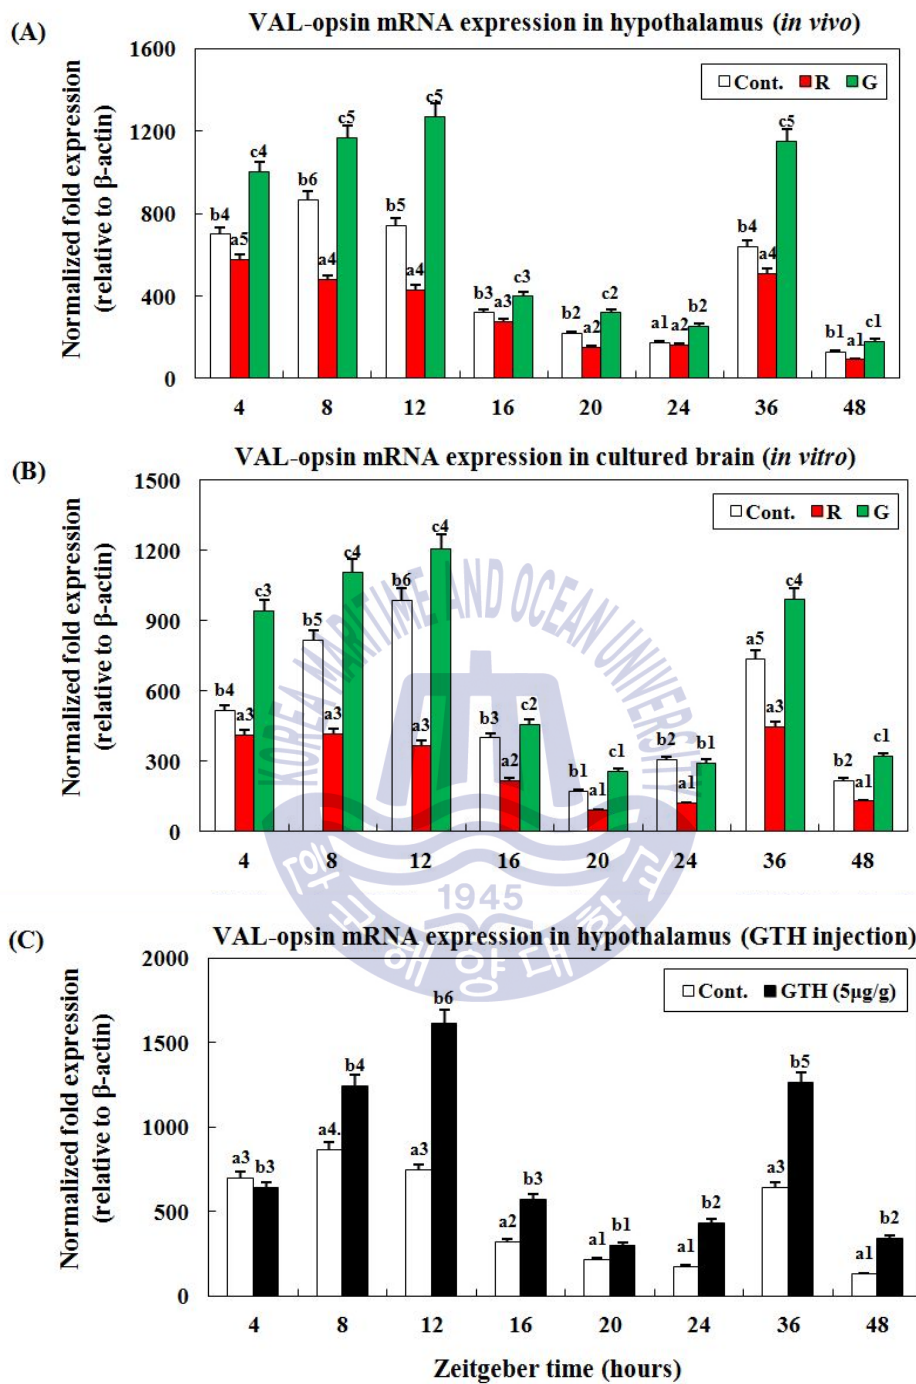 (A)
VAL-opsin mRNA expression in hypothalamus (in vivo)
Normalized fold expression
(relative to β-actin)
1600
1200
800
400
0
Cont. R G
b4 a5 c4
b6 a4 c5
b5 a4 c5
b3 a3 c3
b2 a2 c2
a1 a2 b2
b4 a4 c5
b1 a1 c1
4 8 12 16 20 24 36 48
(B)
VAL-opsin mRNA expression in cultured brain (in vitro)
Normalized fold expression
(relative to β-actin)
1500
1200
900
600
300
0
Cont. R G
b4 a3 c3
b5 a3 c4
b6 a3 c4
b3 a2 c2
b1 a1 c1
b2 a1 b1
a5 a3 c4
b2 a1 c1
4 8 12 16 20 24 36 48
KOREA MARITIME AND OCEAN UNIVERSITY
1945
한국해양대학교
(C)
VAL-opsin mRNA expression in hypothalamus (GTH injection)
Normalized fold expression
(relative to β-actin)
2000
1500
1000
500
0
Cont. GTH (5μg/g)
a3 b3
a4. b4
a3 b6
a2 b3
a1 b1
a1 b2
a3 b5
a1 b2
4 8 12 16 20 24 36 48
Zeitgeber time (hours)